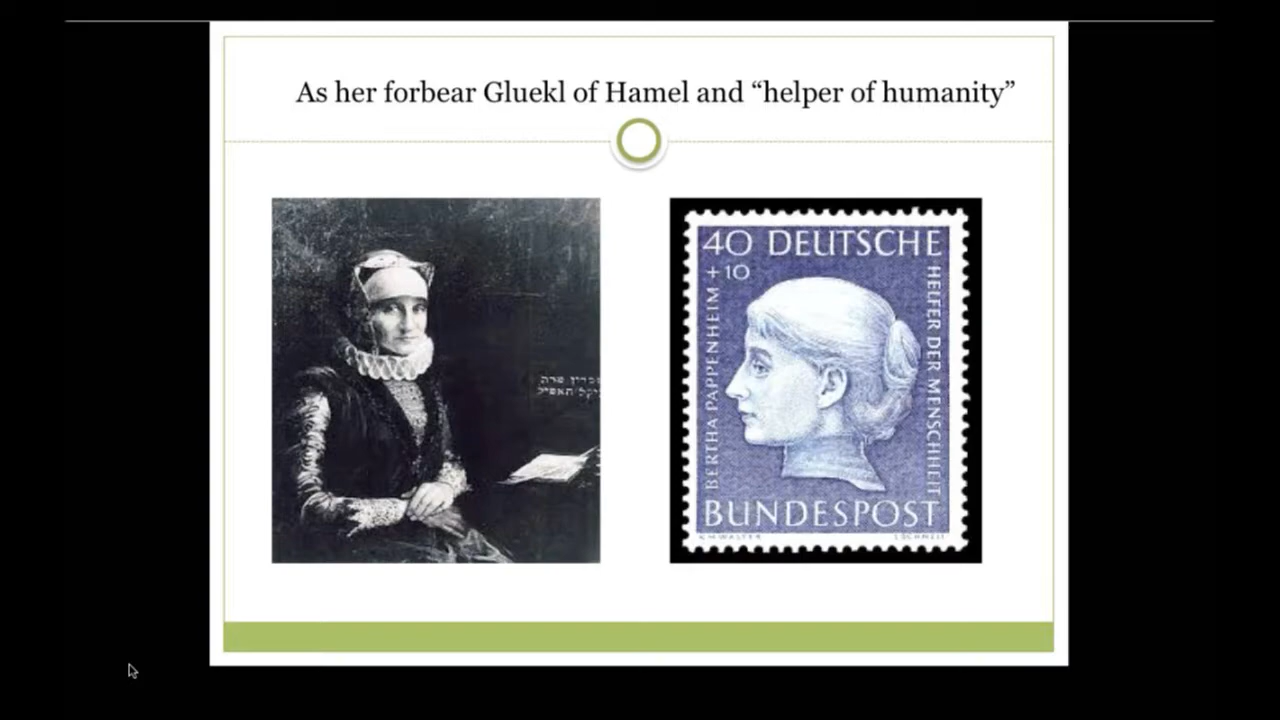 As her forbear Gluekl of Hamel and “helper of humanity”
40 DEUTSCHE
+ 10
BERTHA PAPPENHEIM
HELFER DER MENSCHHEIT
BUNDESPOST